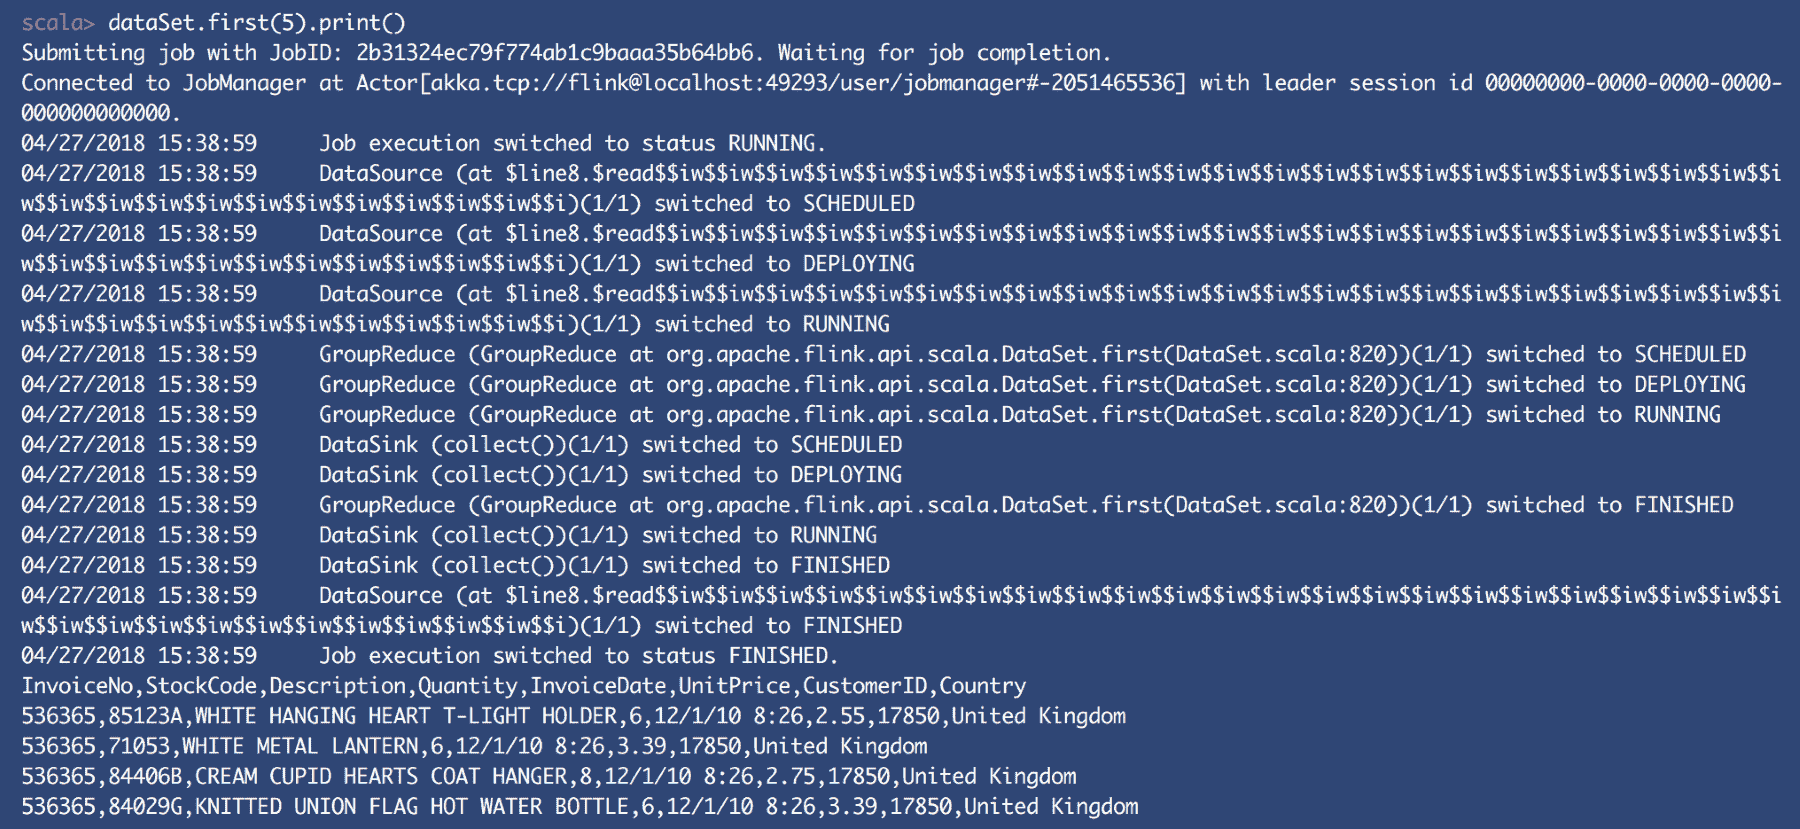 scala> dataSet.first(5).print()
Submitting job with JobID: 2b31324ec79f774ab1c9baaa35b64bb6. Waiting for job completion.
Connected to JobManager at Actor[akka.tcp://flink@localhost:49293/user/jobmanager#-2051465536] with leader session id 00000000-0000-0000-0000-
000000000000.
04/27/2018 15:38:59     Job execution switched to status RUNNING.
04/27/2018 15:38:59     DataSource (at $line8.$read$$iw$$iw$$iw$$iw$$iw$$iw$$iw$$iw$$iw$$iw$$iw$$iw$$iw$$iw$$iw$$iw$$iw$$iw$$iw$$iw$$iw$$iw$$i
w$$iw$$iw$$iw$$iw$$iw$$iw$$iw$$iw$$iw$$iw$$i)(1/1) switched to SCHEDULED
04/27/2018 15:38:59     DataSource (at $line8.$read$$iw$$iw$$iw$$iw$$iw$$iw$$iw$$iw$$iw$$iw$$iw$$iw$$iw$$iw$$iw$$iw$$iw$$iw$$iw$$iw$$iw$$iw$$i
w$$iw$$iw$$iw$$iw$$iw$$iw$$iw$$iw$$iw$$iw$$i)(1/1) switched to DEPLOYING
04/27/2018 15:38:59     DataSource (at $line8.$read$$iw$$iw$$iw$$iw$$iw$$iw$$iw$$iw$$iw$$iw$$iw$$iw$$iw$$iw$$iw$$iw$$iw$$iw$$iw$$iw$$iw$$iw$$i
w$$iw$$iw$$iw$$iw$$iw$$iw$$iw$$iw$$iw$$iw$$i)(1/1) switched to RUNNING
04/27/2018 15:38:59     GroupReduce (GroupReduce at org.apache.flink.api.scala.DataSet.first(DataSet.scala:820))(1/1) switched to SCHEDULED
04/27/2018 15:38:59     GroupReduce (GroupReduce at org.apache.flink.api.scala.DataSet.first(DataSet.scala:820))(1/1) switched to DEPLOYING
04/27/2018 15:38:59     GroupReduce (GroupReduce at org.apache.flink.api.scala.DataSet.first(DataSet.scala:820))(1/1) switched to RUNNING
04/27/2018 15:38:59     DataSink (collect())(1/1) switched to SCHEDULED
04/27/2018 15:38:59     DataSink (collect())(1/1) switched to DEPLOYING
04/27/2018 15:38:59     GroupReduce (GroupReduce at org.apache.flink.api.scala.DataSet.first(DataSet.scala:820))(1/1) switched to FINISHED
04/27/2018 15:38:59     DataSink (collect())(1/1) switched to RUNNING
04/27/2018 15:38:59     DataSink (collect())(1/1) switched to FINISHED
04/27/2018 15:38:59     DataSource (at $line8.$read$$iw$$iw$$iw$$iw$$iw$$iw$$iw$$iw$$iw$$iw$$iw$$iw$$iw$$iw$$iw$$iw$$iw$$iw$$iw$$iw$$iw$$iw$$i
w$$iw$$iw$$iw$$iw$$iw$$iw$$iw$$iw$$iw$$iw$$i)(1/1) switched to FINISHED
04/27/2018 15:38:59     Job execution switched to status FINISHED.
InvoiceNo,StockCode,Description,Quantity,InvoiceDate,UnitPrice,CustomerID,Country
536365,85123A,WHITE HANGING HEART T-LIGHT HOLDER,6,12/1/10 8:26,2.55,17850,United Kingdom
536365,71053,WHITE METAL LANTERN,6,12/1/10 8:26,3.39,17850,United Kingdom
536365,84406B,CREAM CUPID HEARTS COAT HANGER,8,12/1/10 8:26,2.75,17850,United Kingdom
536365,84029G,KNITTED UNION FLAG HOT WATER BOTTLE,6,12/1/10 8:26,3.39,17850,United Kingdom